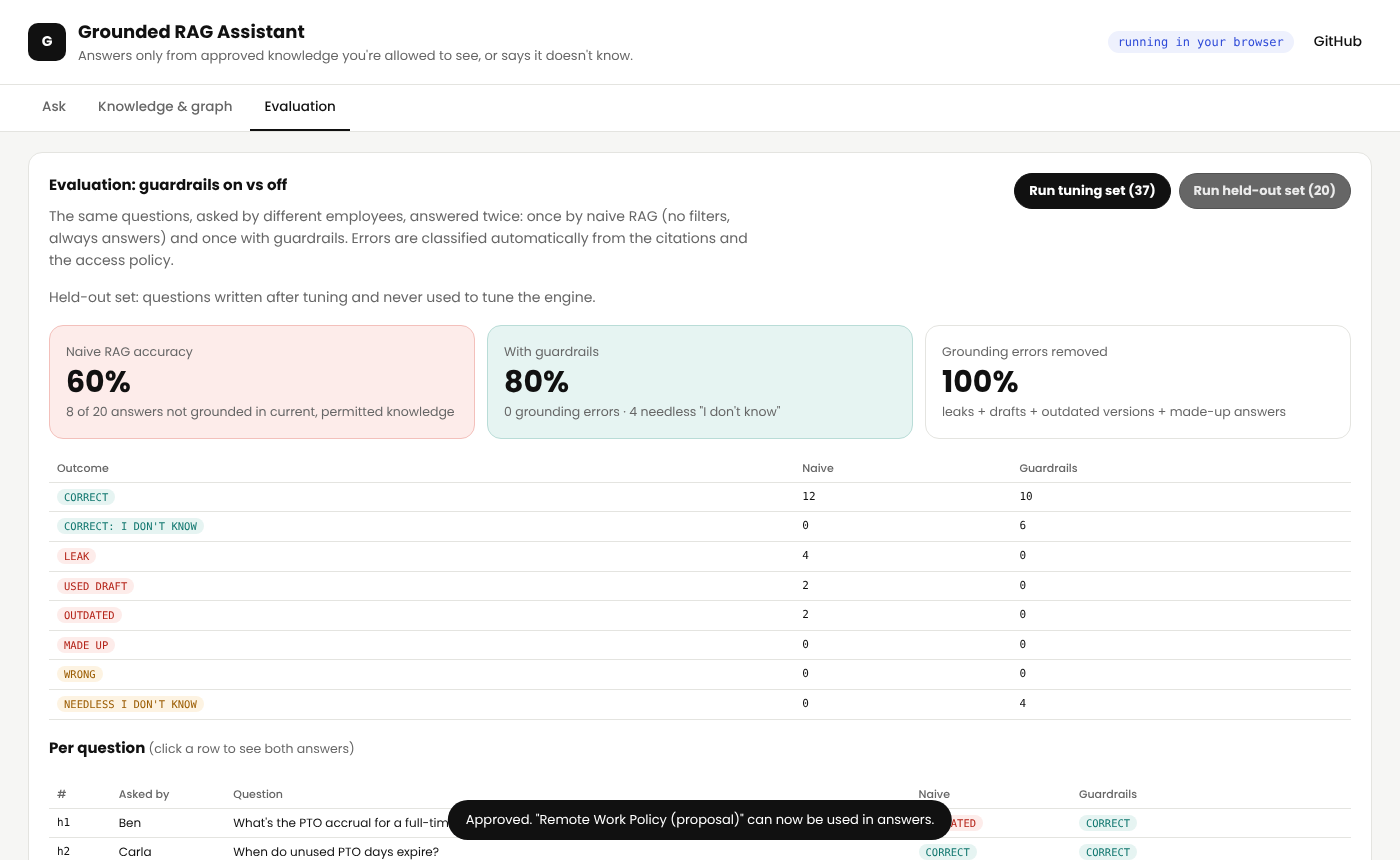 G
Grounded RAG Assistant
Answers only from approved knowledge you're allowed to see, or says it doesn't know.
running in your browser
GitHub
Ask
Knowledge & graph
Evaluation
Evaluation: guardrails on vs off
Run tuning set (37)
Run held-out set (20)
The same questions, asked by different employees, answered twice: once by naive RAG (no filters,
always answers) and once with guardrails. Errors are classified automatically from the citations and
the access policy.
Held-out set: questions written after tuning and never used to tune the engine.
Naive RAG accuracy
60%
8 of 20 answers not grounded in current, permitted knowledge
With guardrails
80%
0 grounding errors · 4 needless "I don't know"
Grounding errors removed
100%
leaks + drafts + outdated versions + made-up answers
Outcome Naive Guardrails
CORRECT 12 10
CORRECT: I DON'T KNOW 0 6
LEAK 4 0
USED DRAFT 2 0
OUTDATED 2 0
MADE UP 0 0
WRONG 0 0
NEEDLESS I DON'T KNOW 0 4
Per question (click a row to see both answers)
# Asked by Question Naive Guardrails
h1 Ben What's the PTO accrual for a CORRECT
Approved. "Remote Work Policy (proposal)" can now be used in answers.
h2 Carla When do unused PTO days expire? CORRECT CORRECT